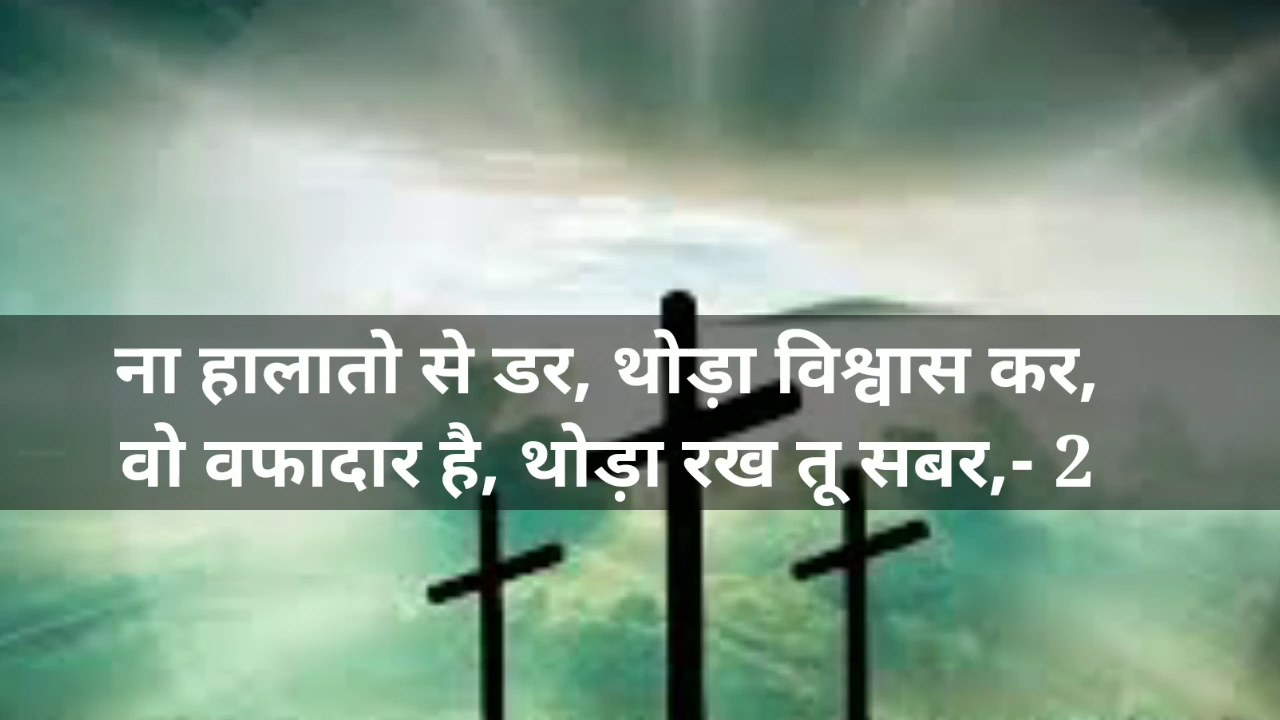 ना हालातो से डर, थोड़ा विश्वास कर,
वो वफादार है, थोड़ा रख तू सबर,- 2